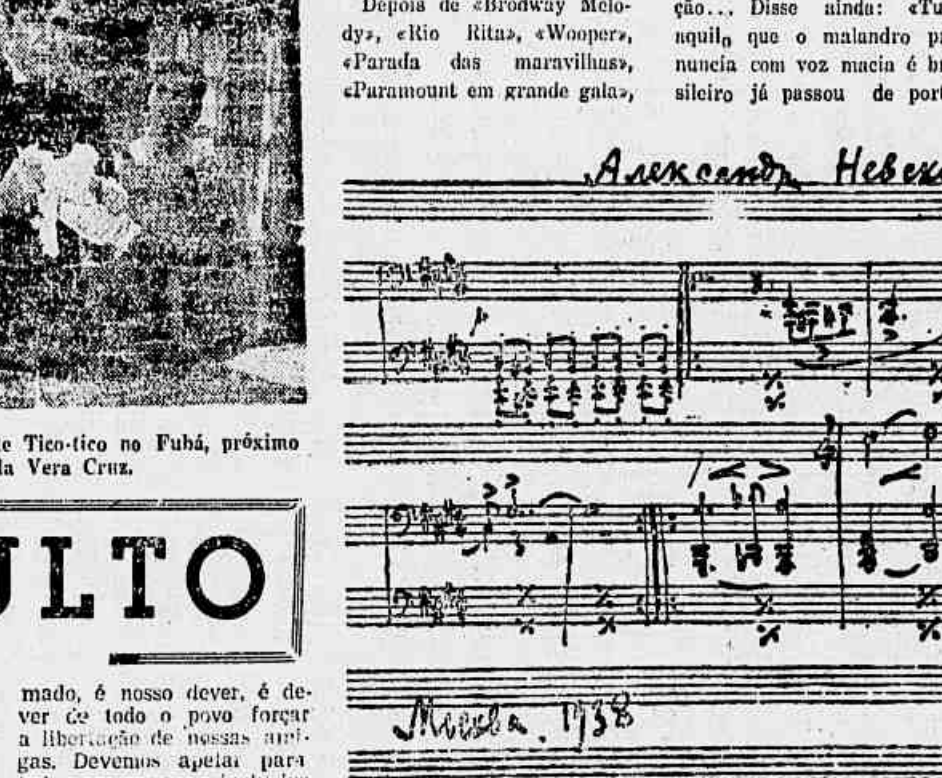 Depois de «Brodway Melo-
dy», «Rio Rita», «Wooper»,
«Parada das maravilhas»,
«Paramount em grande gala»,
ção... Disse ainda: «Tu
aquilo que o malandro pr
nuncia com voz macia é br
sileiro já passou de port
Александр Невск
Tico-tico no Fubá, próximo
Vera Cruz.
ULTO
mado, é nosso dever, é de-
ver de todo o povo forçar
a libertação de nossas ami-
gas. Devemos apelar para
Москва